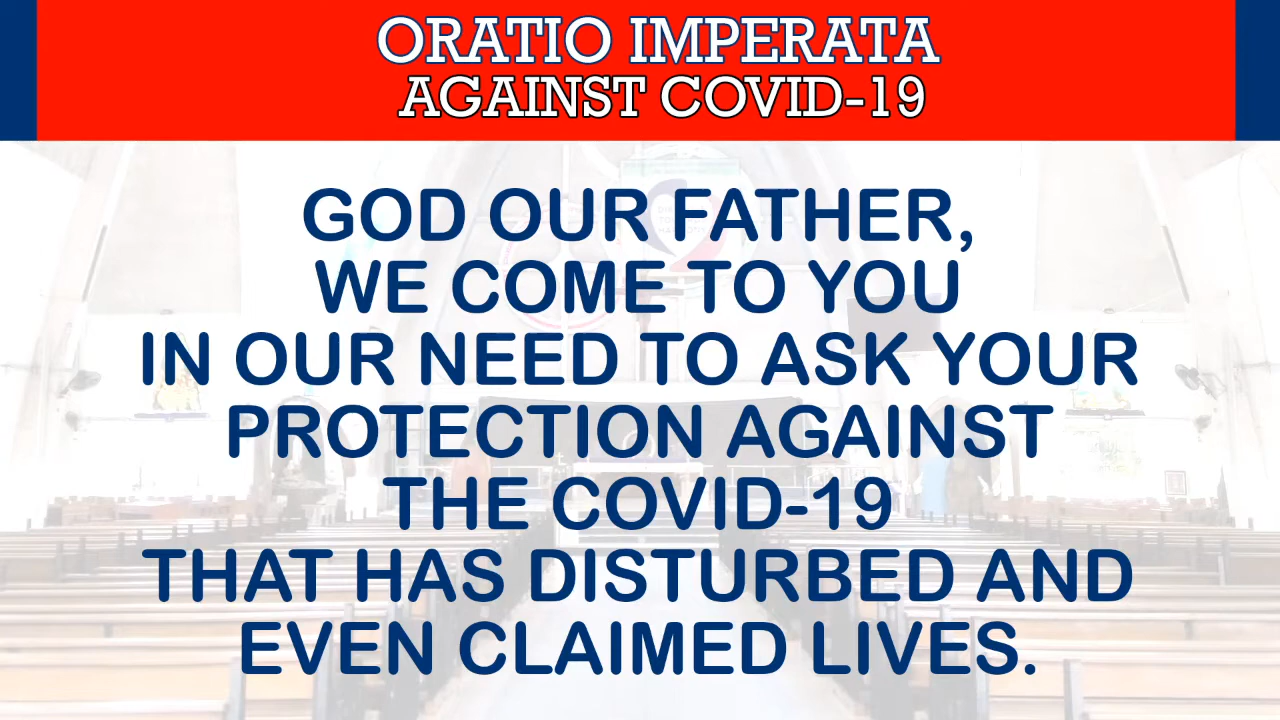 ORATIO IMPERATA
AGAINST COVID-19
GOD OUR FATHER,
WE COME TO YOU
IN OUR NEED TO ASK YOUR
PROTECTION AGAINST
THE COVID-19
THAT HAS DISTURBED AND
EVEN CLAIMED LIVES.